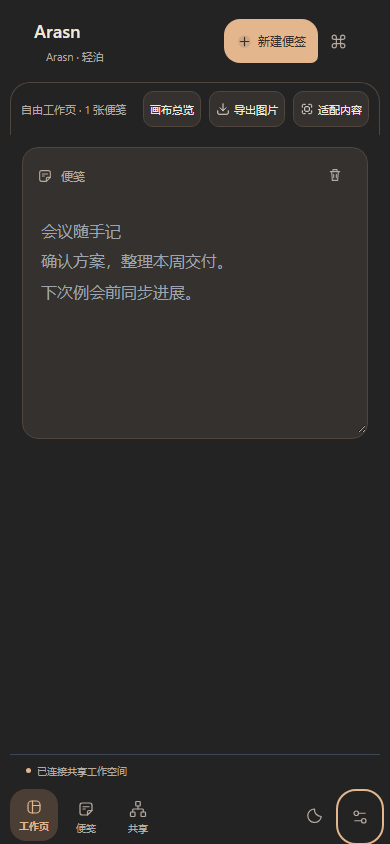 Arasn
Arasn · 轻泊
新建便签
自由工作页 · 1 张便笺
画布总览
导出图片
适配内容
便笺
会议随手记
确认方案，整理本周交付。
下次例会前同步进展。
已连接共享工作空间
工作页
便笺
共享